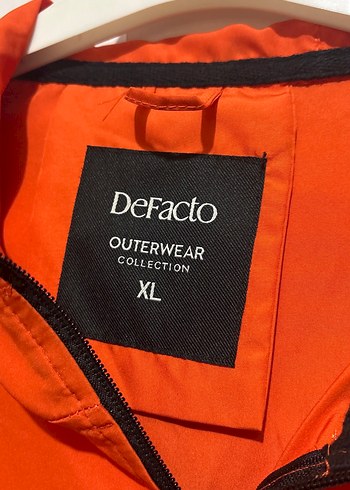 DeFacto
OUTERWEAR
COLLECTION
XL